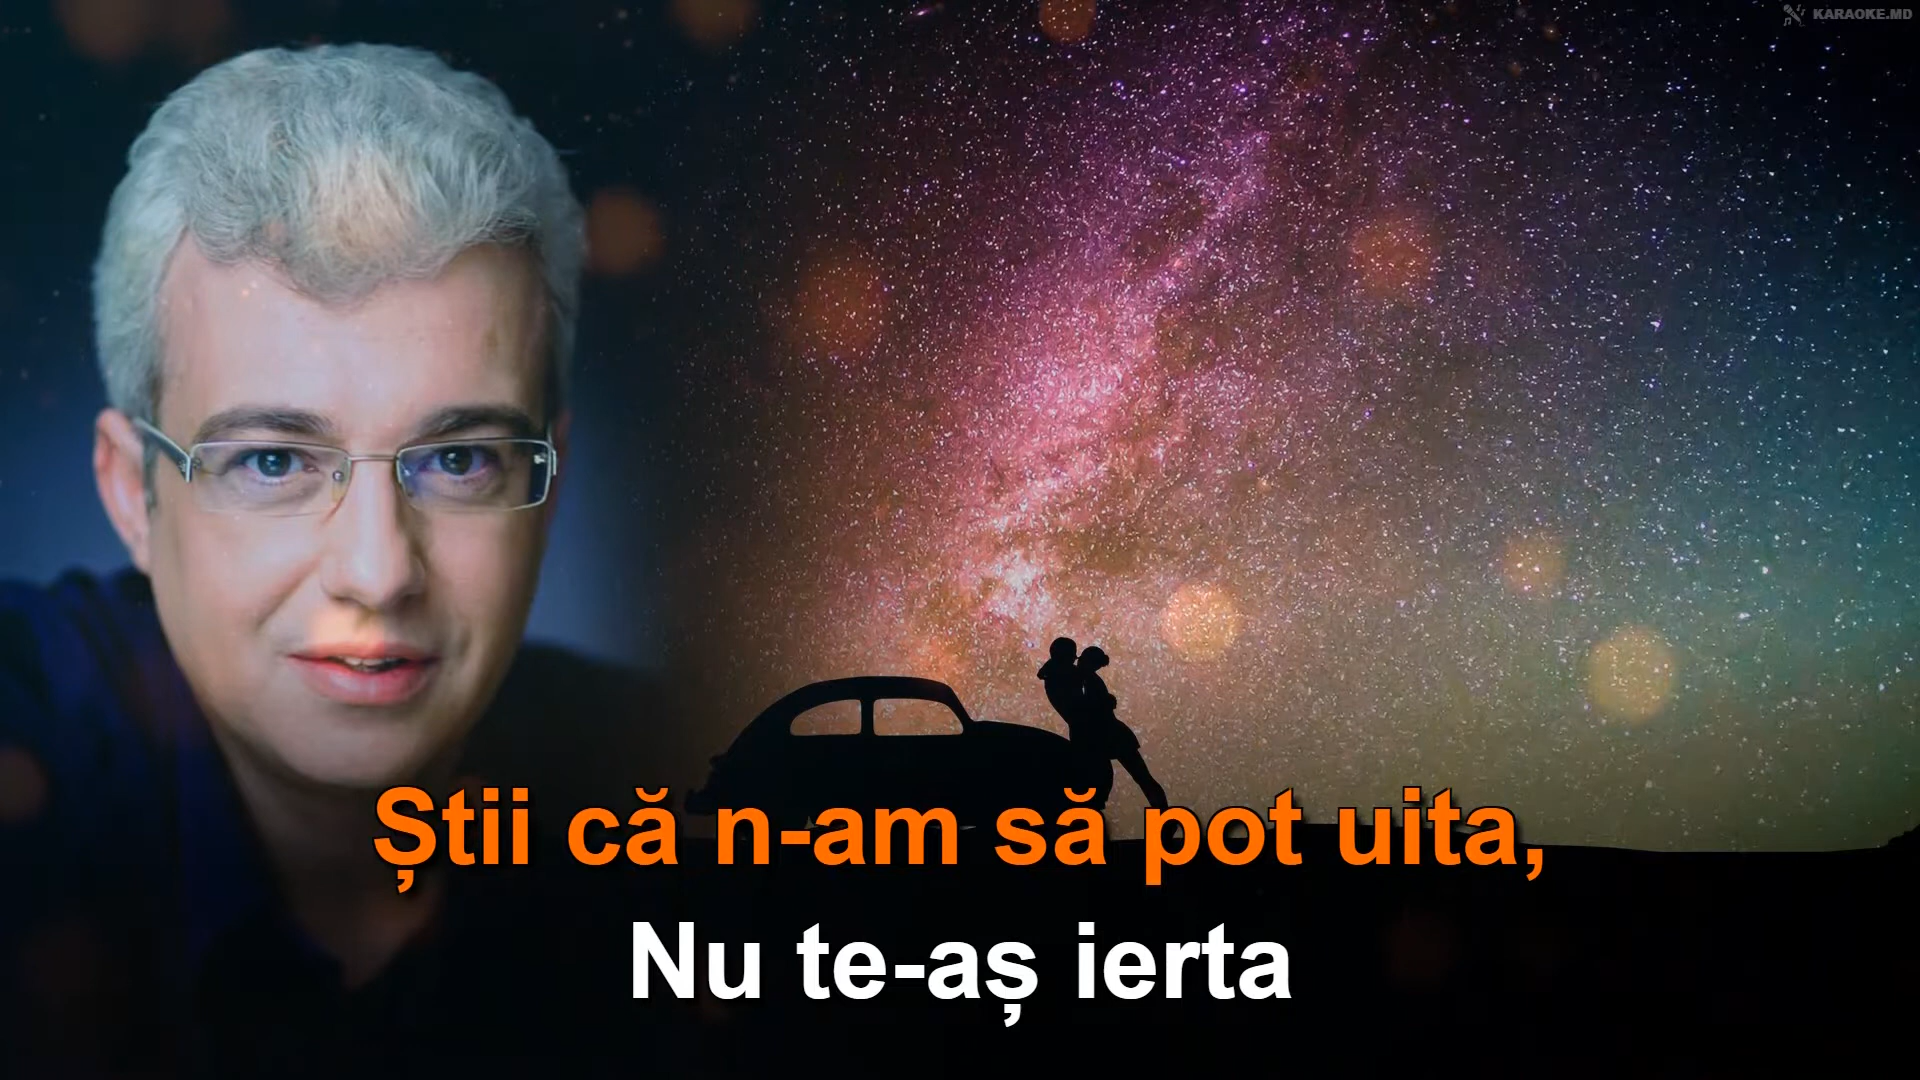 KARAOKE.MD
Știi că n-am să pot uita,
Nu te-aș ierta